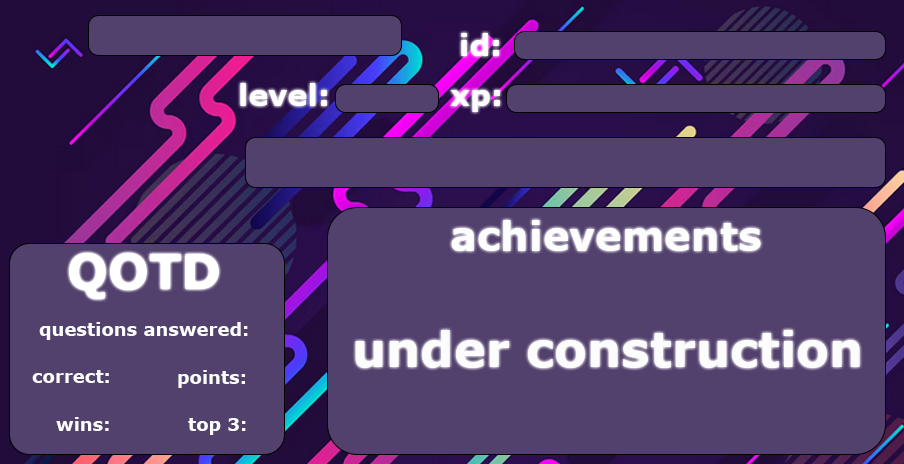 id:
level: xp:
achievements
QOTD
questions answered:
under construction
correct: points:
wins: top 3: